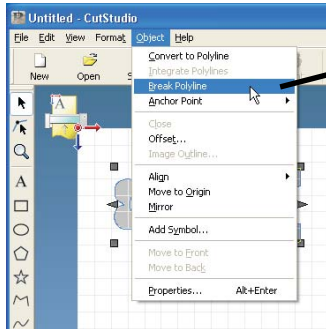 Untitled - CutStudio
File Edit View Format Object Help
New Open
Convert to Polyline
Integrate Polylines
Break Polyline
Anchor Point
Close
Offset...
Image Outline...
Align
Move to Origin
Mirror
Add Symbol...
Move to Front
Move to Back
Properties... Alt+Enter
A
A